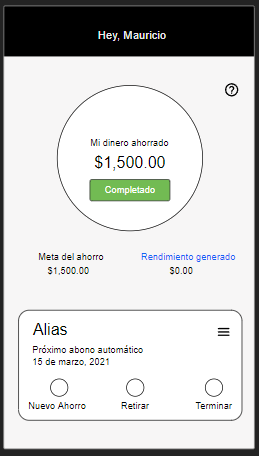 Hey, Mauricio
Mi dinero ahorrado
$1,500.00
Completado
Meta del ahorro
$1,500.00
Rendimiento generado
$0.00
Alias
Próximo abono automático
15 de marzo, 2021
Nuevo Ahorro
Retirar
Terminar